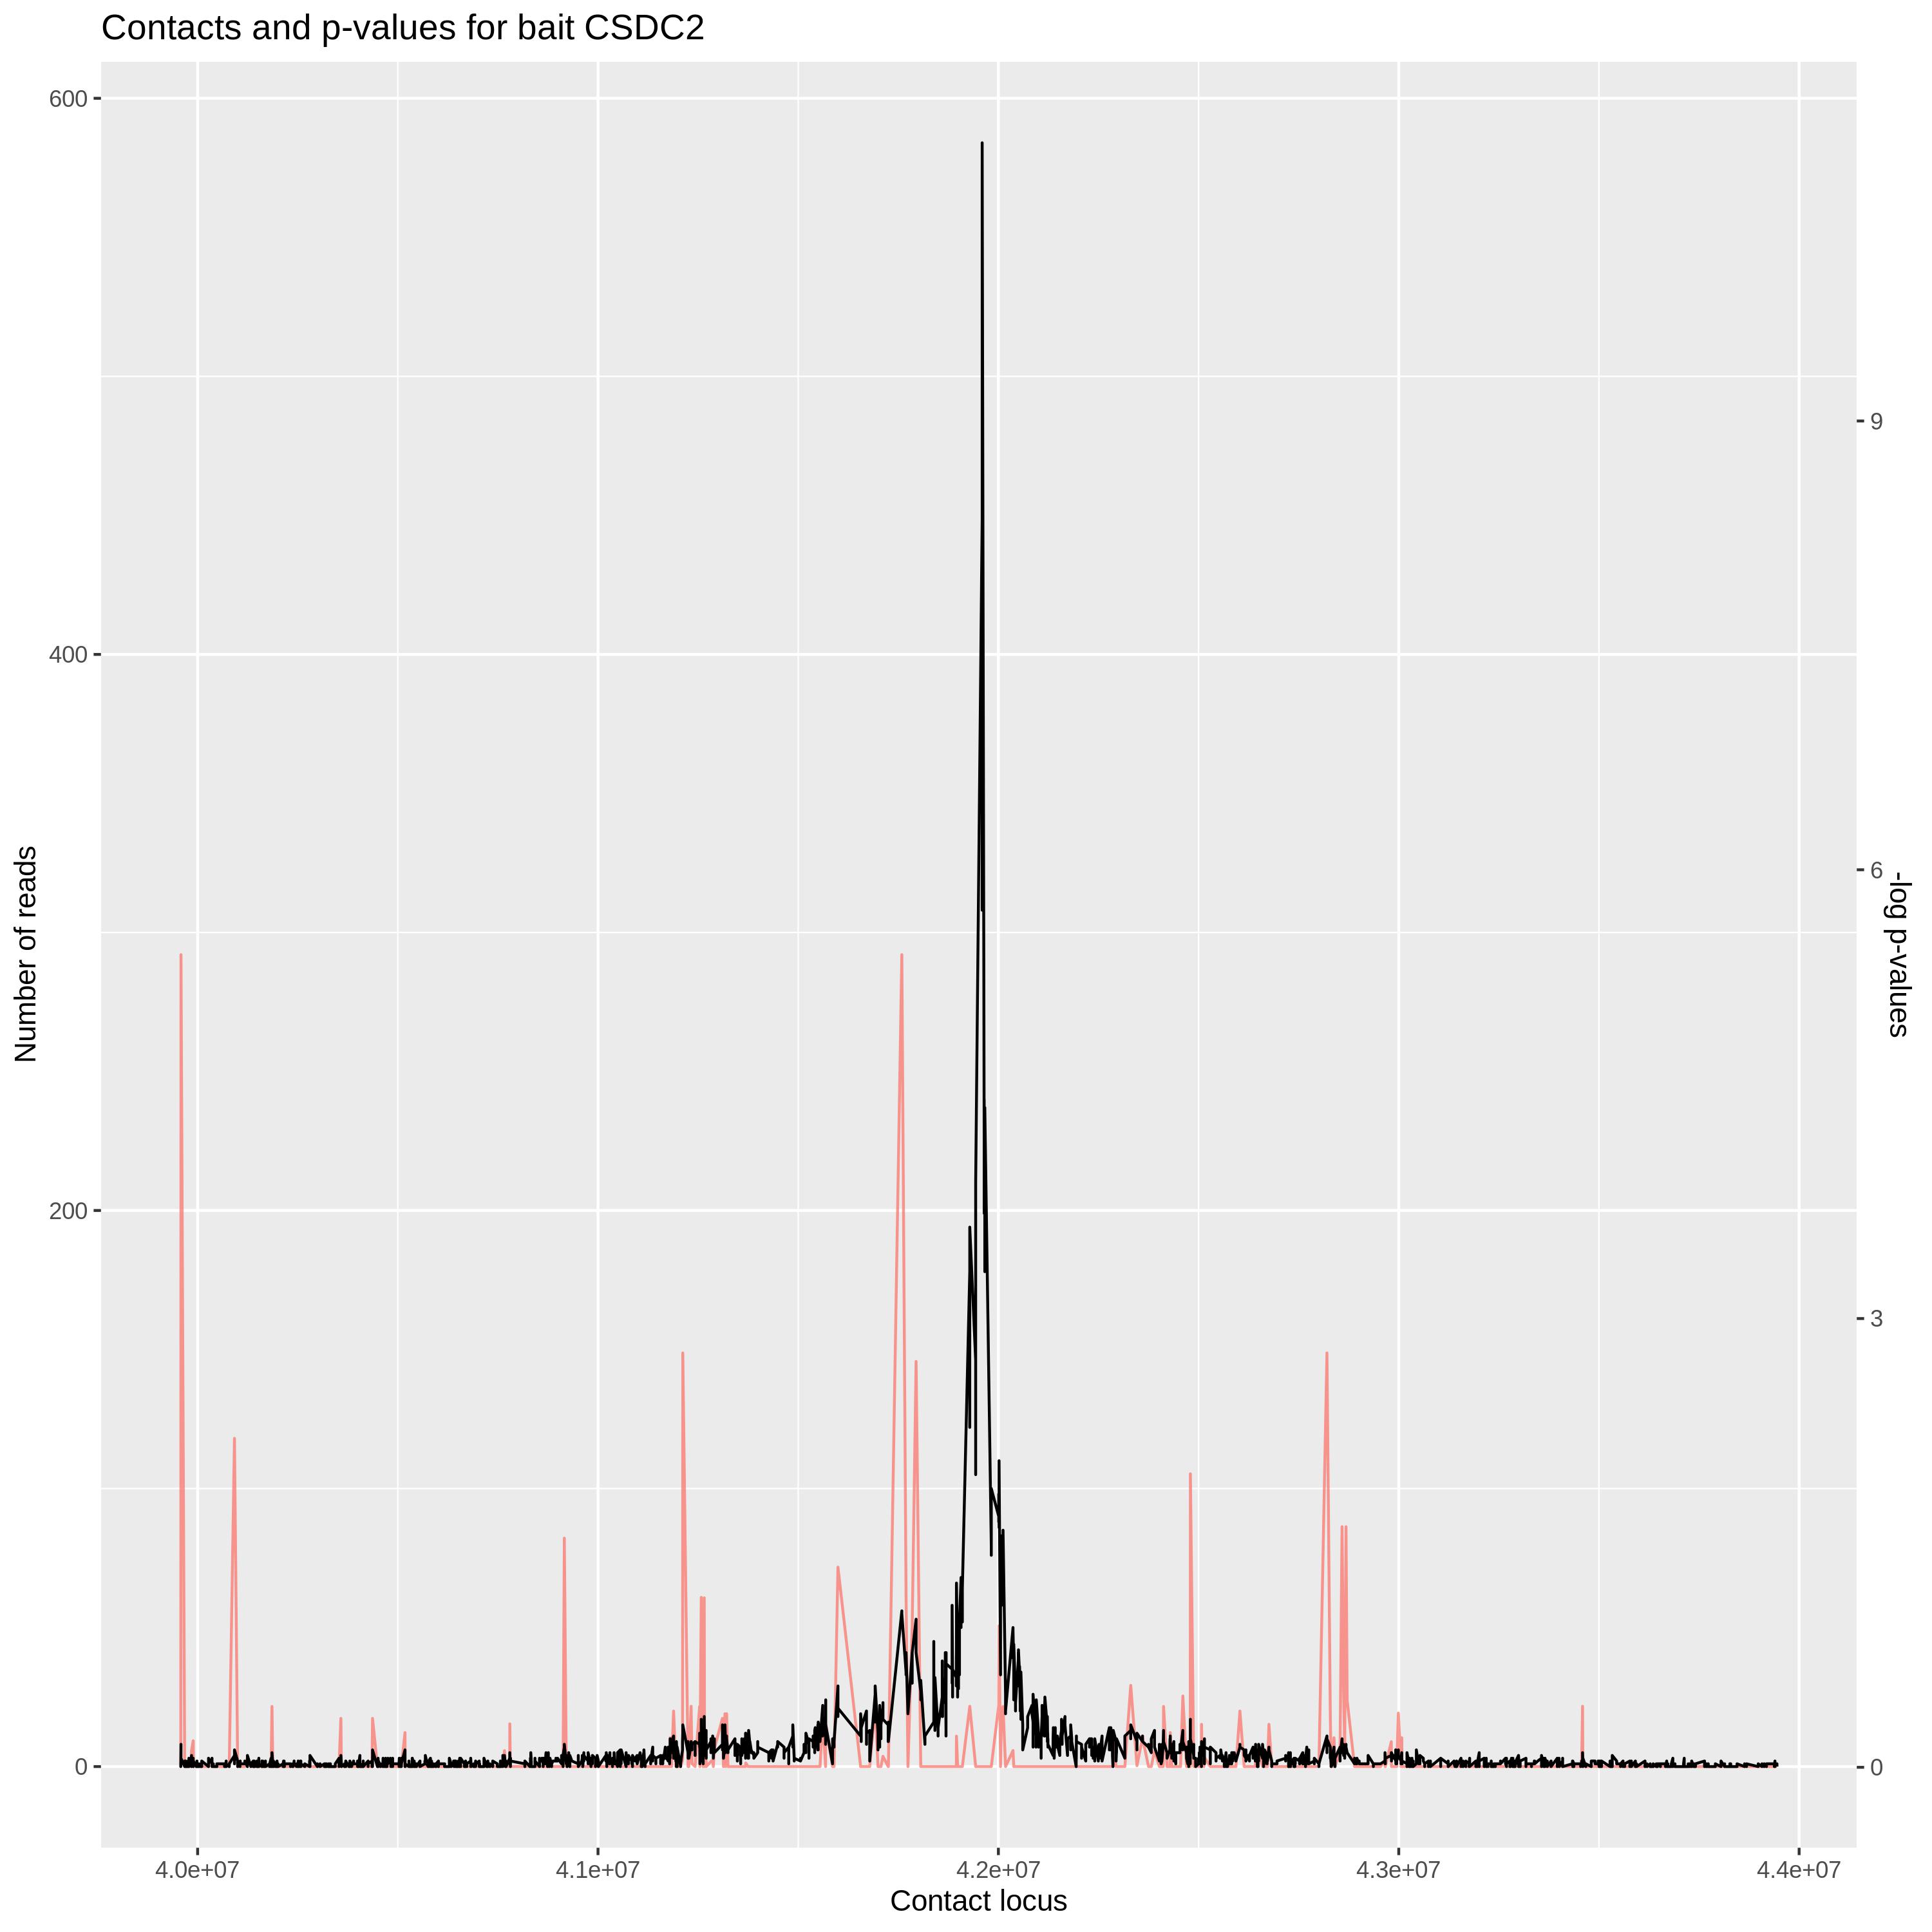 Contacts and p-values for bait CSDC2
600
400
200
0
Number of reads
9
6
3
0
-log p-values
4.0e+07 4.1e+07 4.2e+07 4.3e+07 4.4e+07
Contact locus